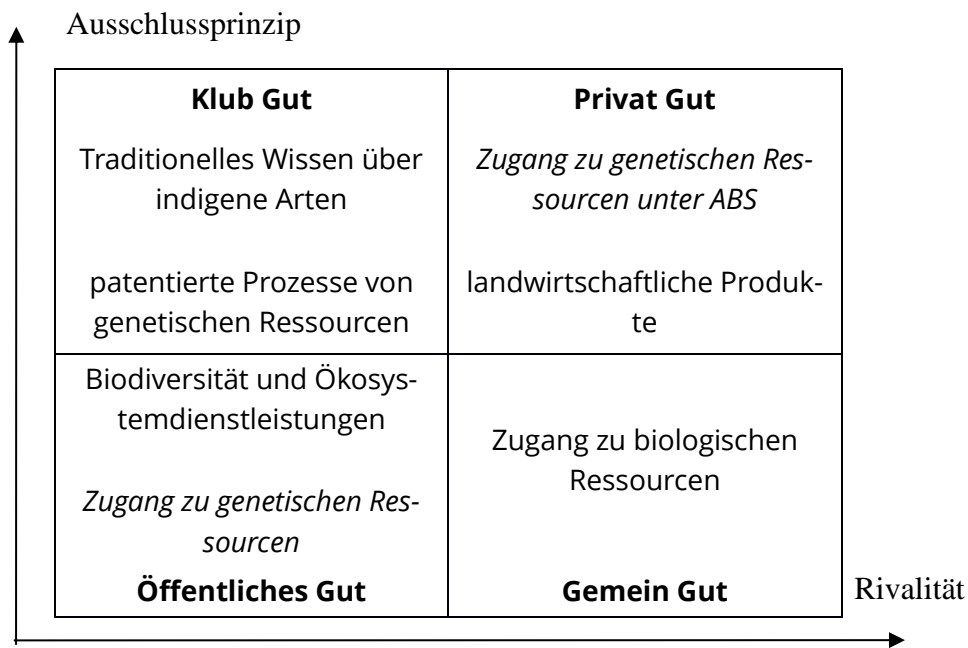 Ausschlussprinzip
Klub Gut
Traditionelles Wissen über
indigene Arten
patentierte Prozesse von
genetischen Ressourcen
Privat Gut
Zugang zu genetischen Res-
sourcen unter ABS
landwirtschaftliche Produk-
te
Biodiversität und Ökosys-
temdienstleistungen
Zugang zu genetischen Res-
sourcen
Öffentliches Gut
Zugang zu biologischen
Ressourcen
Gemein Gut
Rivalität